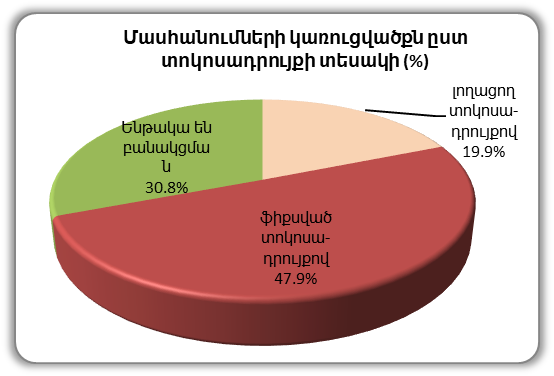 Մասհանումների կառուցվածքն ըստ
տոկոսադրույքի տեսակի (%)
լողացող
տոկոսա-
դրույքով
19.9%
Ենթակա են
բանակցմա
ն
30.8%
ֆիքսված
տոկոսա-
դրույքով
47.9%